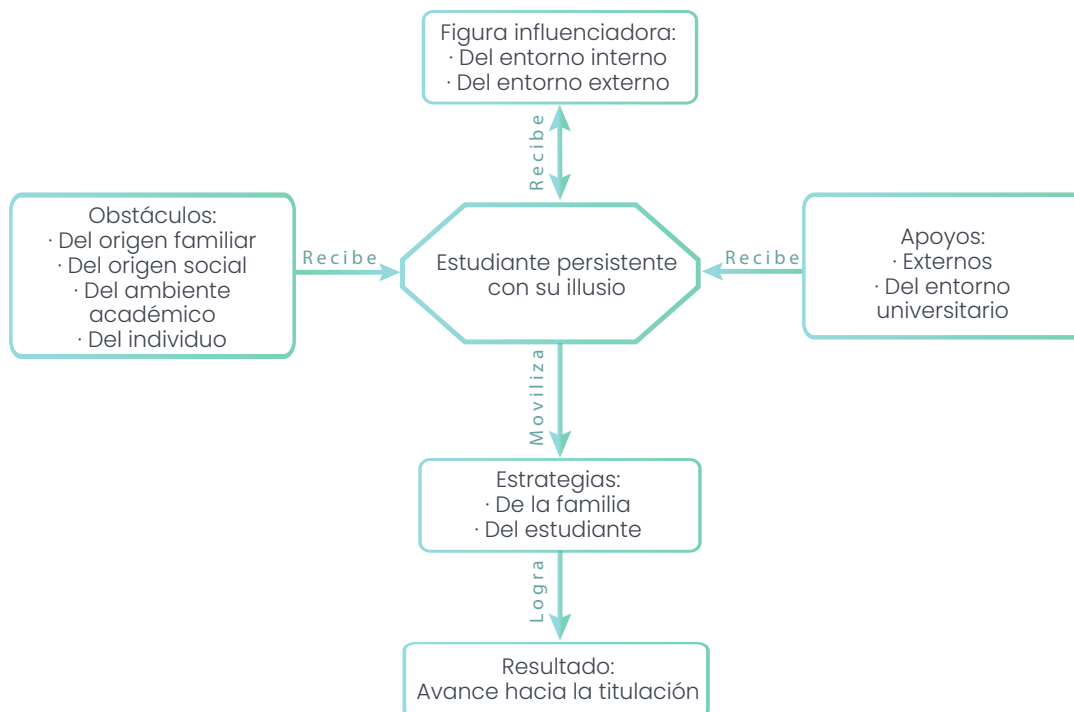 Figura influenciadora:
· Del entorno interno
· Del entorno externo
Recibe
Obstáculos:
· Del origen familiar
· Del origen social
· Del ambiente
académico
· Del individuo
Recibe
Estudiante persistente
con su illusio
Recibe
Apoyos:
· Externos
· Del entorno
universitario
Moviliza
Estrategias:
· De la familia
· Del estudiante
Logra
Resultado:
Avance hacia la titulación